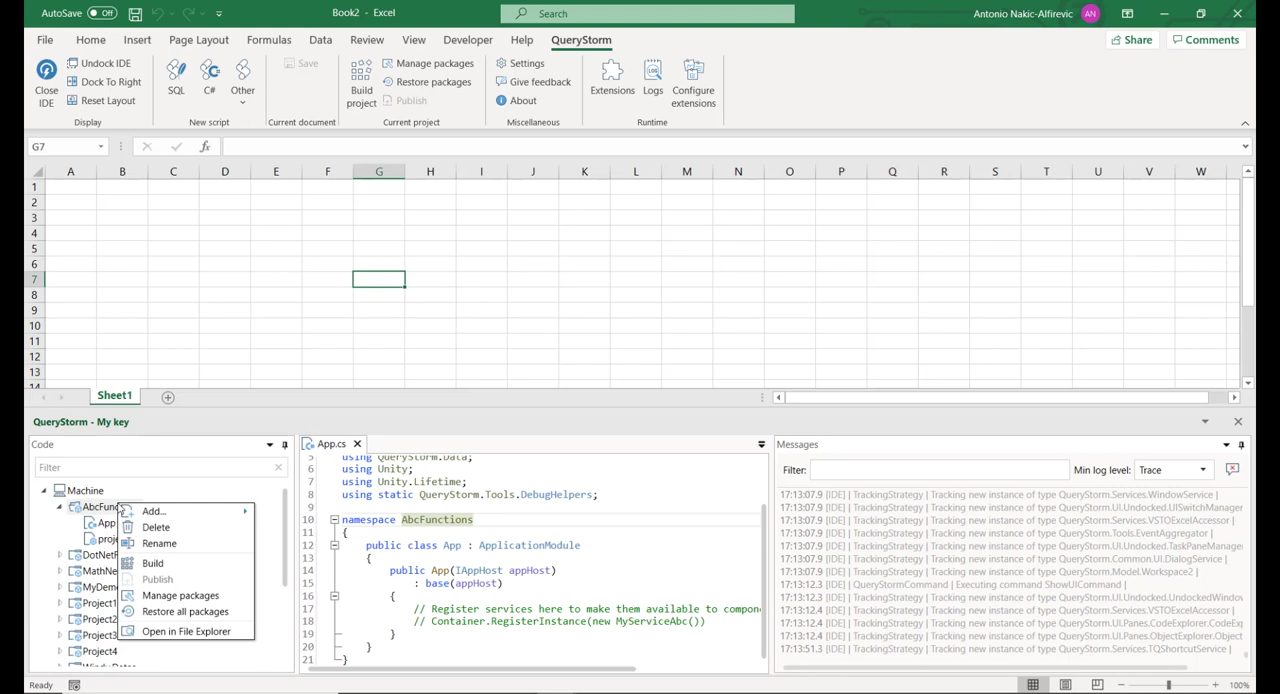 AutoSave Off
Book2 - Excel
Search
Antonio Nakic-Alfirevic AN
File Home Insert Page Layout Formulas Data Review View Developer Help QueryStorm
Share Comments
Close IDE
Undock IDE
Dock To Right
Reset Layout
Display
SQL C# Other
New script
Save
Current document
Build project
Manage packages
Restore packages
Publish
Current project
Settings
Give feedback
About
Miscellaneous
Extensions Logs Configure extensions
Runtime
G7 fx
A B C D E F G H I J K L M N O P Q R S T U V W
1
2
3
4
5
6
7
8
9
10
11
12
13
14
Sheet1
QueryStorm - My key
Code
Filter
Machine
AbcFunc
App
proje
DotNetF
MathNe
MyDem
Project1
Project2
Project3
Project4
Add...
Delete
Rename
Build
Publish
Manage packages
Restore all packages
Open in File Explorer
App.cs
5 using QueryStorm.Data;
6 using Unity;
7 using Unity.Lifetime;
8 using static QueryStorm.Tools.DebugHelpers;
9
10 namespace AbcFunctions
11 {
12 public class App : ApplicationModule
13 {
14 public App(IAppHost appHost)
15 : base(appHost)
16 {
17 // Register services here to make them available to compone
18 // Container.RegisterInstance(new MyServiceAbc())
19 }
20 }
21 }
Messages
Filter: Min log level: Trace
17:13:07.9 [IDE] | TrackingStrategy | Tracking new instance of type QueryStorm.Services.WindowService |
17:13:07.9 [IDE] | TrackingStrategy | Tracking new instance of type QueryStorm.UI.Undocked.UISwitchManager
17:13:07.9 [IDE] | TrackingStrategy | Tracking new instance of type QueryStorm.Services.VSTOExcelAccessor |
17:13:07.9 [IDE] | TrackingStrategy | Tracking new instance of type QueryStorm.Tools.EventAggregator |
17:13:07.9 [IDE] | TrackingStrategy | Tracking new instance of type QueryStorm.UI.Undocked.TaskPaneManager
17:13:07.9 [IDE] | TrackingStrategy | Tracking new instance of type QueryStorm.Common.UI.DialogService |
17:13:07.9 [IDE] | TrackingStrategy | Tracking new instance of type QueryStorm.Model.Workspace2 |
17:13:12.3 [IDE] | QueryStormCommand | Executing command ShowUICommand |
17:13:12.3 [IDE] | TrackingStrategy | Tracking new instance of type QueryStorm.UI.Undocked.UndockedWindow
17:13:12.4 [IDE] | TrackingStrategy | Tracking new instance of type QueryStorm.Services.VSTOExcelAccessor |
17:13:12.4 [IDE] | TrackingStrategy | Tracking new instance of type QueryStorm.UI.Panes.CodeExplorer.CodeExp
17:13:12.4 [IDE] | TrackingStrategy | Tracking new instance of type QueryStorm.UI.Panes.ObjectExplorer.Object
17:13:51.3 [IDE] | TrackingStrategy | Tracking new instance of type QueryStorm.Services.TQShortcutService |
Ready
100%